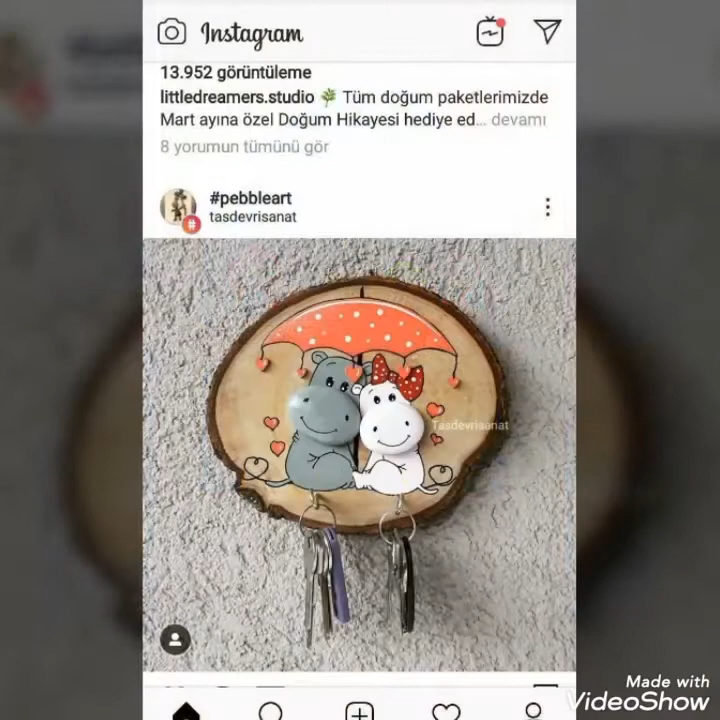 Instagram
13.952 görüntüleme
littledreamers.studio 🌿 Tüm doğum paketlerimizde
Mart ayına özel Doğum Hikayesi hediye ed... devamı
8 yorumun tümünü gör
#pebbleart
tasdevrisanat
Tasdevrisanat
Made with
VideoShow